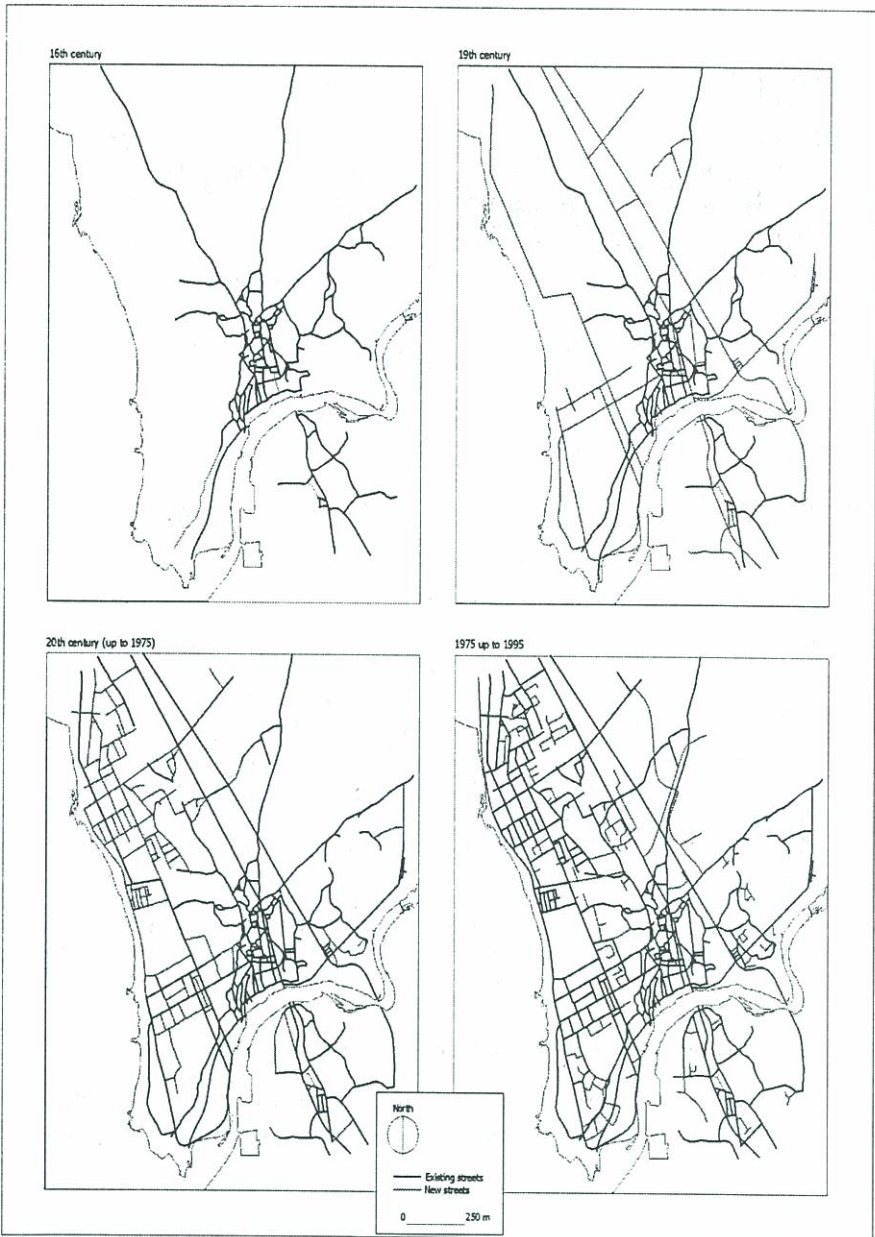 16th century
19th century
20th century (up to 1975)
1975 up to 1995
North
Existing streets
New streets
0 250 m